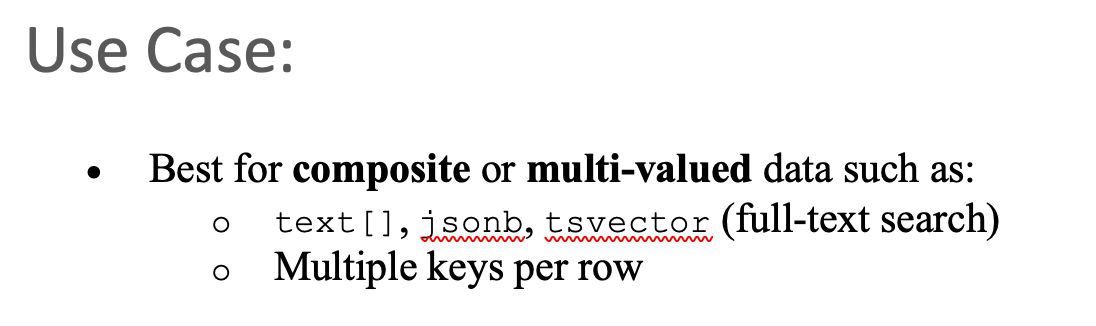 Use Case:
• Best for composite or multi-valued data such as:
o text[], jsonb, tsvector (full-text search)
o Multiple keys per row